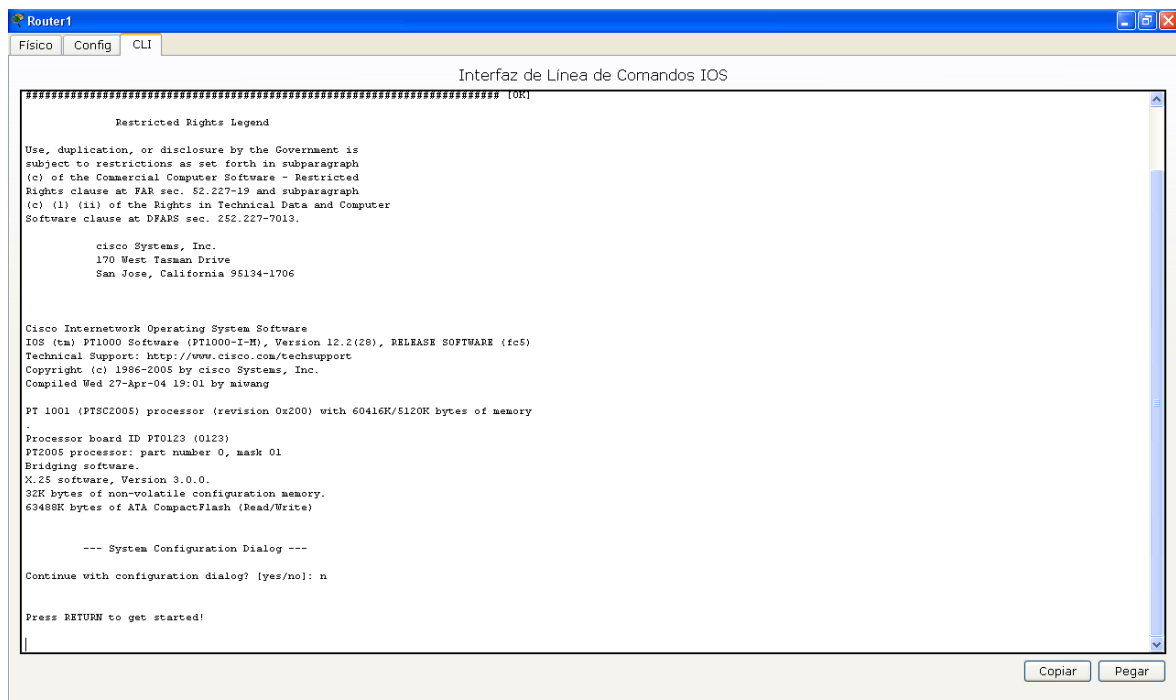 Router1
Físico Config CLI
Interfaz de Línea de Comandos IOS
########################################################################## [OK]
Restricted Rights Legend
Use, duplication, or disclosure by the Government is
subject to restrictions as set forth in subparagraph
(c) of the Commercial Computer Software - Restricted
Rights clause at FAR sec. 52.227-19 and subparagraph
(c) (1) (ii) of the Rights in Technical Data and Computer
Software clause at DFARS sec. 252.227-7013.
cisco Systems, Inc.
170 West Tasman Drive
San Jose, California 95134-1706
Cisco Internetwork Operating System Software
IOS (tm) PT1000 Software (PT1000-I-M), Version 12.2(28), RELEASE SOFTWARE (fc5)
Technical Support: http://www.cisco.com/techsupport
Copyright (c) 1986-2005 by cisco Systems, Inc.
Compiled Wed 27-Apr-04 19:01 by miwang
PT 1001 (PTSC2005) processor (revision 0x200) with 60416K/5120K bytes of memory
.
Processor board ID PT0123 (0123)
PT2005 processor: part number 0, mask 01
Bridging software.
X.25 software, Version 3.0.0.
32K bytes of non-volatile configuration memory.
63488K bytes of ATA CompactFlash (Read/Write)
--- System Configuration Dialog ---
Continue with configuration dialog? [yes/no]: n
Press RETURN to get started!
Copiar Pegar